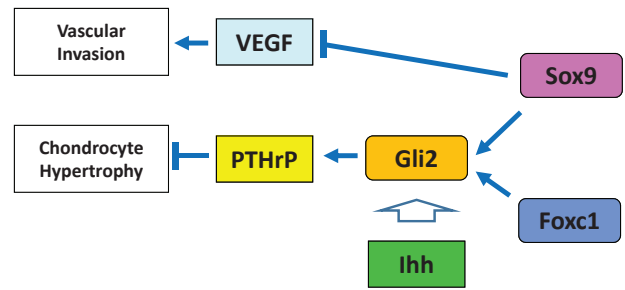 Vascular
Invasion
VEGF
Sox9
Chondrocyte
Hypertrophy
PTHrP
Gli2
Foxc1
Ihh